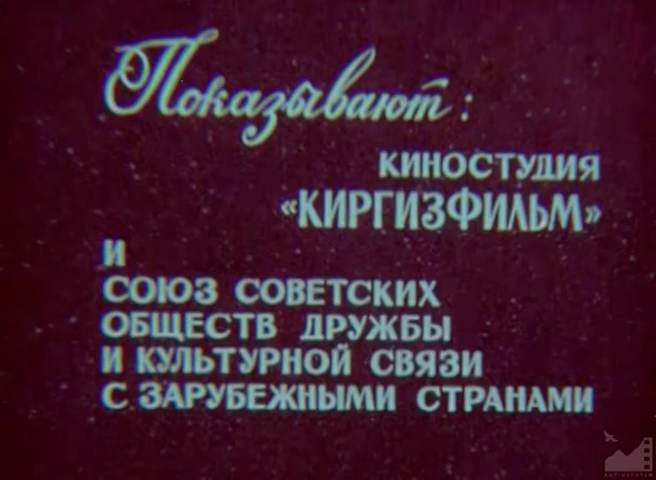 Показывают:
КИНОСТУДИЯ
«КИРГИЗФИЛЬМ»
И
СОЮЗ СОВЕТСКИХ
ОБЩЕСТВ ДРУЖБЫ
И КУЛЬТУРНОЙ СВЯЗИ
С ЗАРУБЕЖНЫМИ СТРАНАМИ